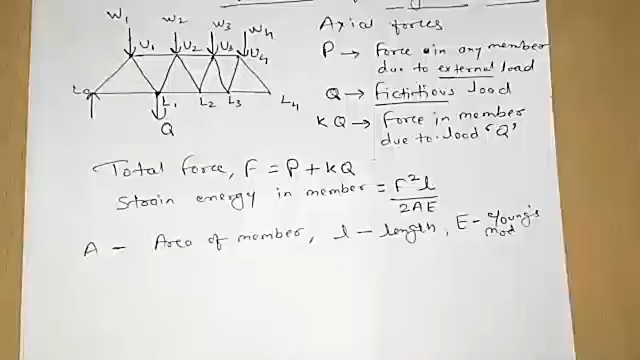 W1 W2 W3 W4
U1 U2 U3 U4
L0 L1 L2 L3 L4
Q
Axial forces
P → Force in any member
due to external load
Q → Fictitious load
KQ → Force in member
due to load 'Q'
Total force, F = P + KQ
Strain energy in member = F²l / 2AE
A – Area of member, l – length, E – Young's
mod